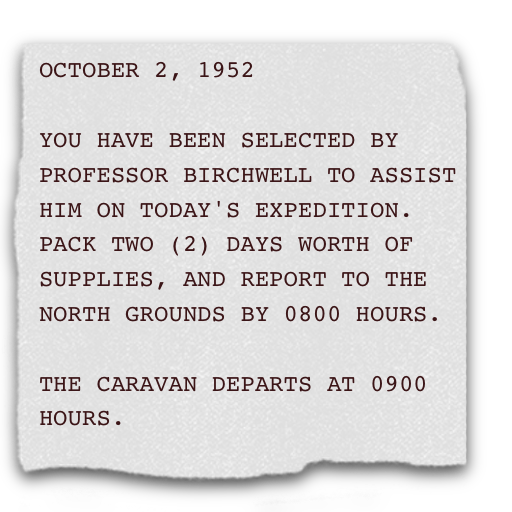 OCTOBER 2, 1952
YOU HAVE BEEN SELECTED BY
PROFESSOR BIRCHWELL TO ASSIST
HIM ON TODAY'S EXPEDITION.
PACK TWO (2) DAYS WORTH OF
SUPPLIES, AND REPORT TO THE
NORTH GROUNDS BY 0800 HOURS.
THE CARAVAN DEPARTS AT 0900
HOURS.